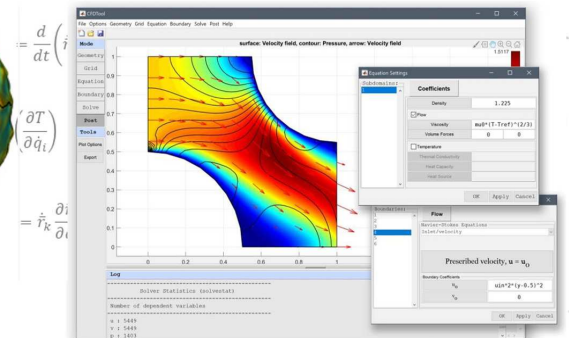 CFDTool
File Options Geometry Grid Equation Boundary Solve Post Help
Mode
Geometry
Grid
Equation
Boundary
Solve
Post
Tools
Plot Options
Export
surface: Velocity field, contour: Pressure, arrow: Velocity field
1.0117
1
0.9
0.8
0.7
0.6
0.5
0.4
0.3
0.2
0.1
0
0 0.2 0.4 0.6 0.8 1
Log
Solver Statistics (solvestat)
Number of dependent variables
u : 5449
v : 5449
p : 1403
Equation Settings
Subdomains:
Coefficients
Density 1.225
Flow
Viscosity mu0*(T-Tref)^(2/3)
Volume Forces 0 0
Temperature
Thermal Conductivity
Heat Capacity
Heat Source
OK Apply Cancel
Boundaries:
Flow
Navier-Stokes Equations
Inlet/velocity
Prescribed velocity, u = u₀
Boundary Coefficients
u₀ uin*2*(y-0.5)^2
v₀ 0
OK Apply Cancel
= d/dt
(∂T/∂q̇ᵢ)